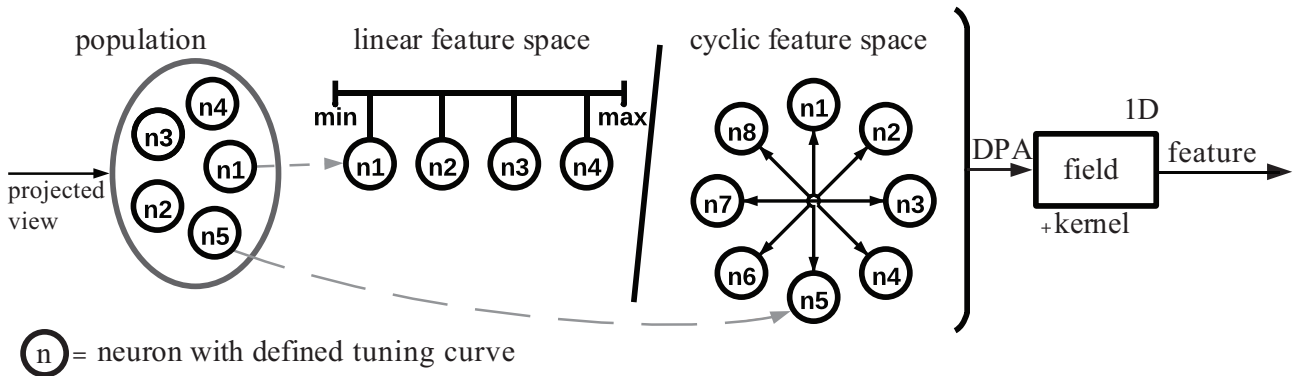 population
linear feature space
cyclic feature space
projected
view
n4
n3
n1
n2
n5
min
max
n1
n2
n3
n4
n1
n2
n3
n4
n5
n6
n7
n8
DPA
1D
field
+kernel
feature
n = neuron with defined tuning curve